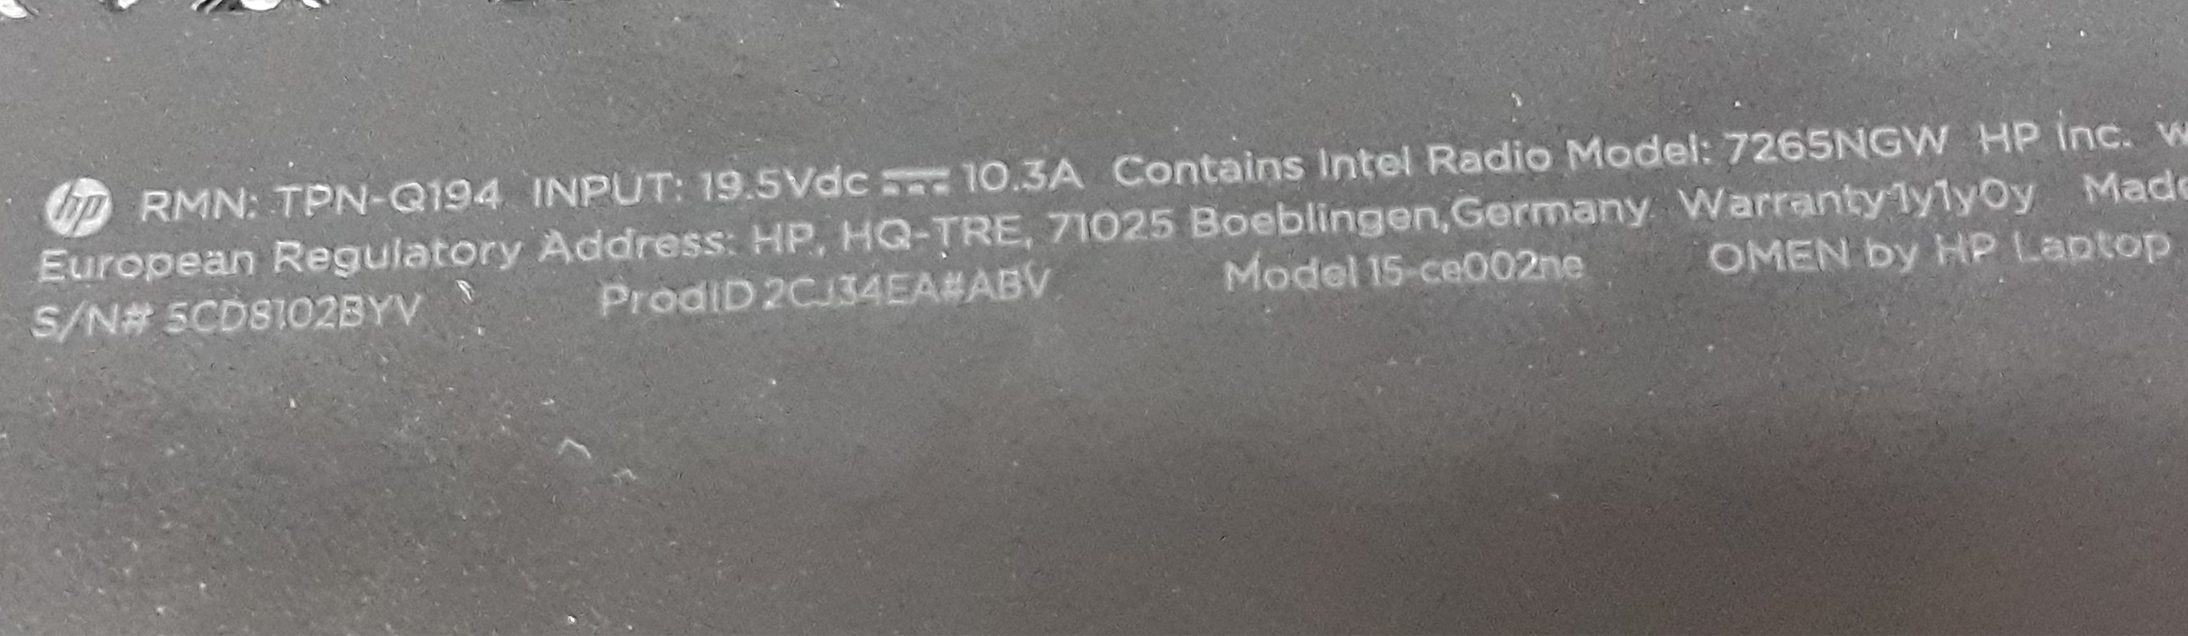 hp RMN: TPN-Q194 INPUT: 19.5Vdc ⎓ 10.3A Contains Intel Radio Model: 7265NGW HP Inc.
European Regulatory Address: HP, HQ-TRE, 71025 Boeblingen,Germany Warranty 1y1y0y Made
S/N# 5CD8102BYV ProdID 2CJ34EA#ABV Model 15-ce002ne OMEN by HP Laptop